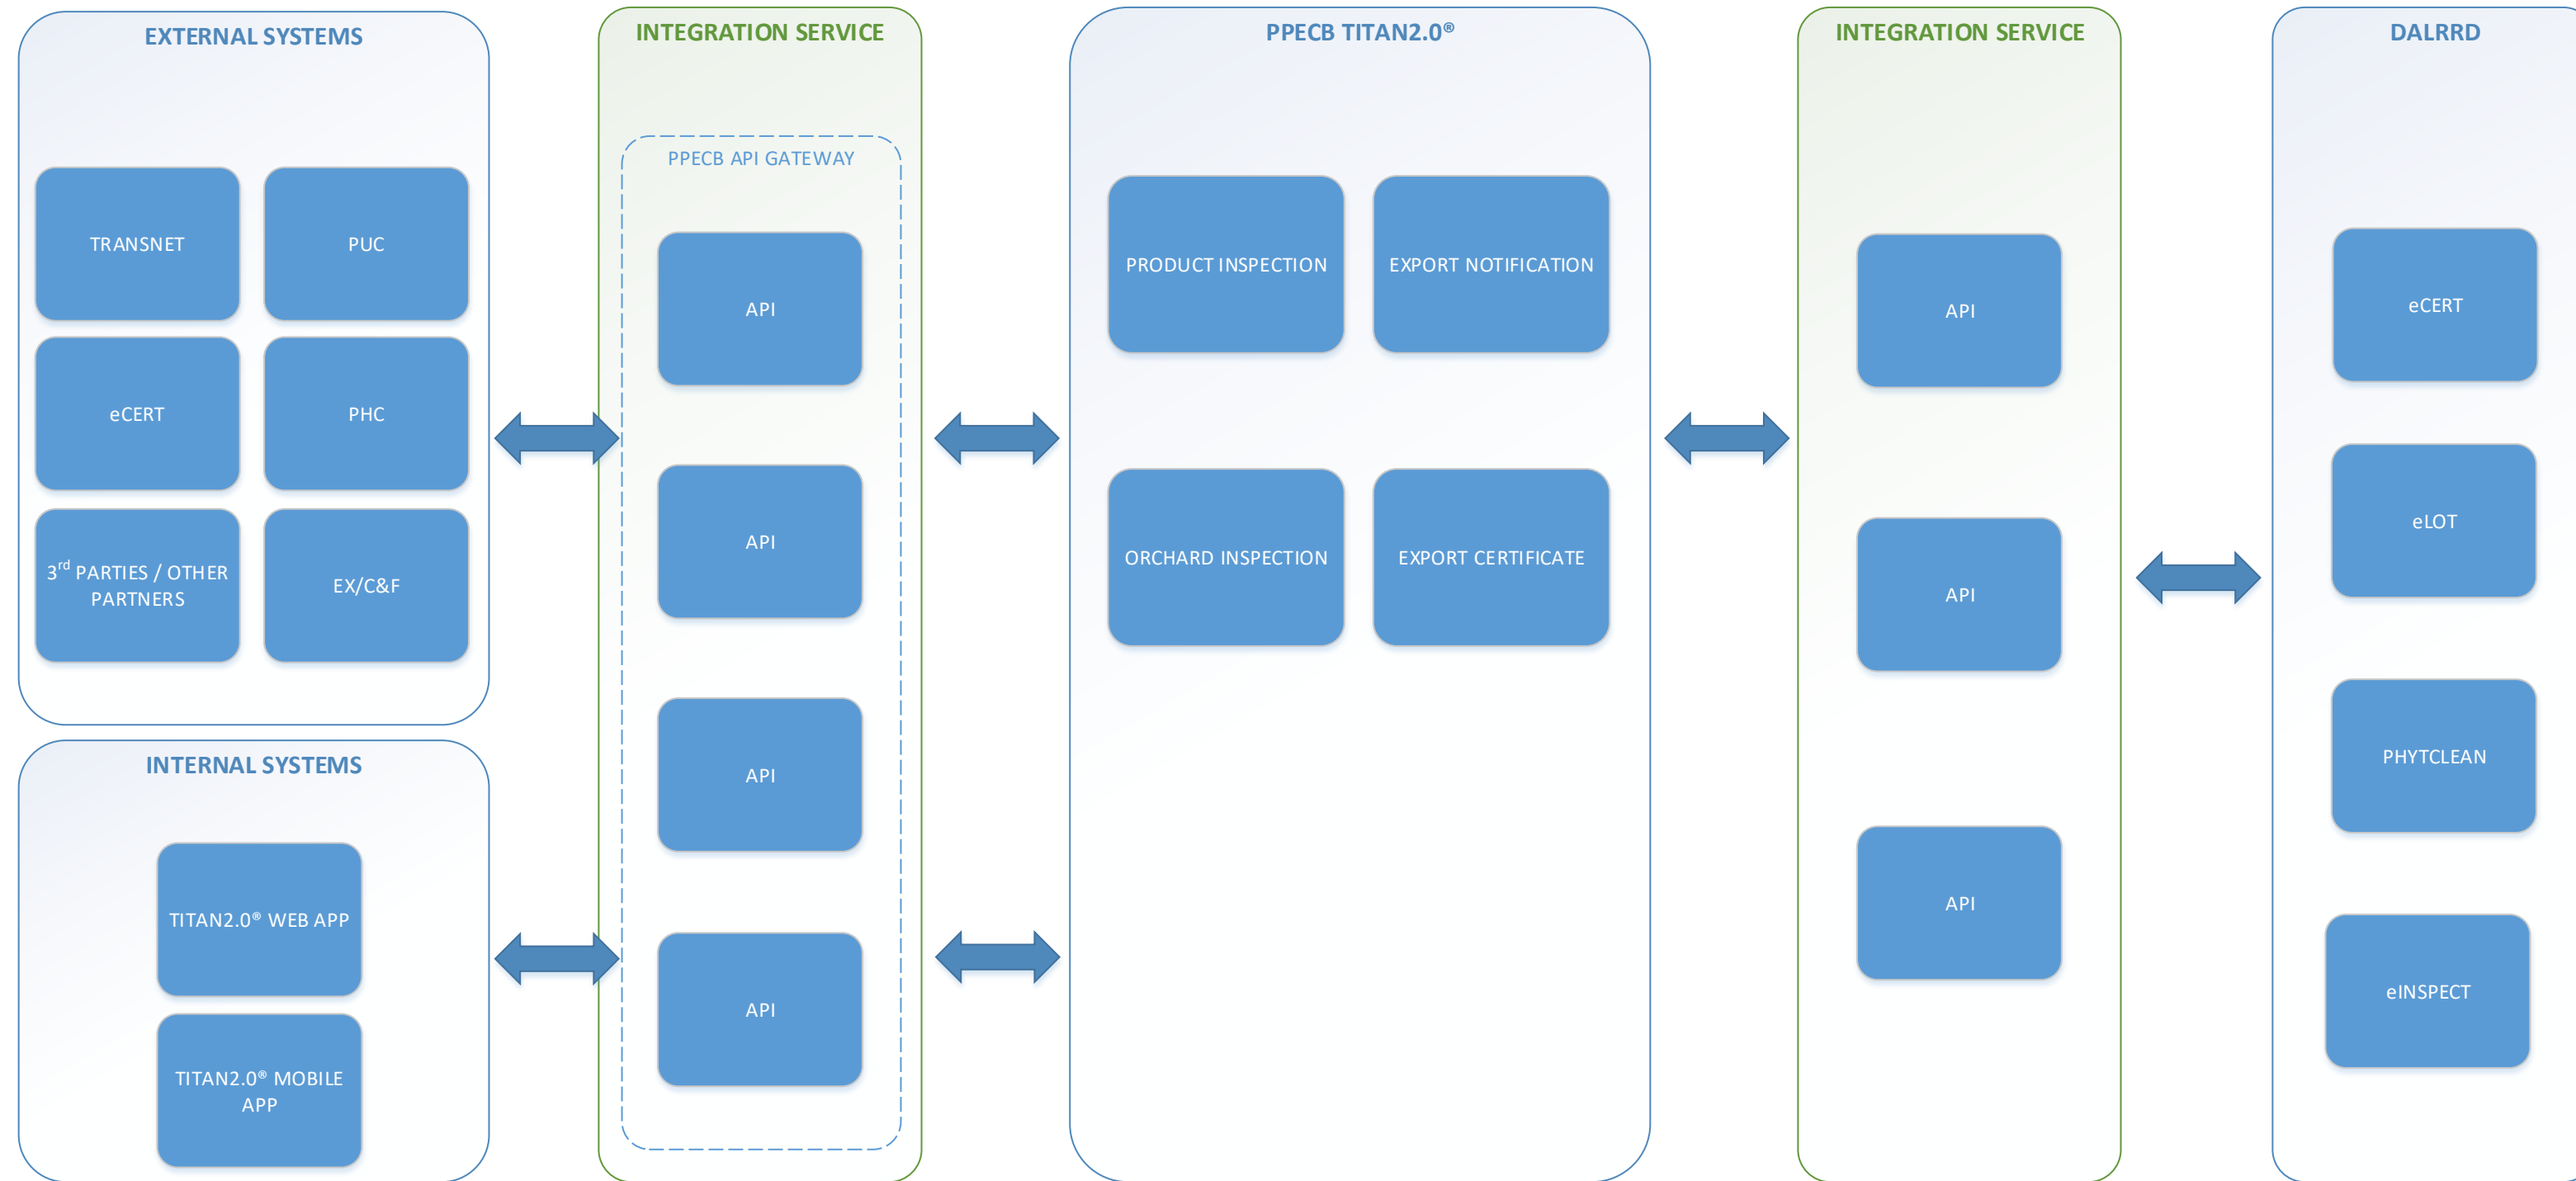 EXTERNAL SYSTEMS
TRANSNET
PUC
eCERT
PHC
3rd PARTIES / OTHER
PARTNERS
EX/C&F
INTERNAL SYSTEMS
TITAN2.0® WEB APP
TITAN2.0® MOBILE
APP
INTEGRATION SERVICE
PPECB API GATEWAY
API
API
API
API
PPECB TITAN2.0®
PRODUCT INSPECTION
EXPORT NOTIFICATION
ORCHARD INSPECTION
EXPORT CERTIFICATE
INTEGRATION SERVICE
API
API
API
DALRRD
eCERT
eLOT
PHYTCLEAN
eINSPECT